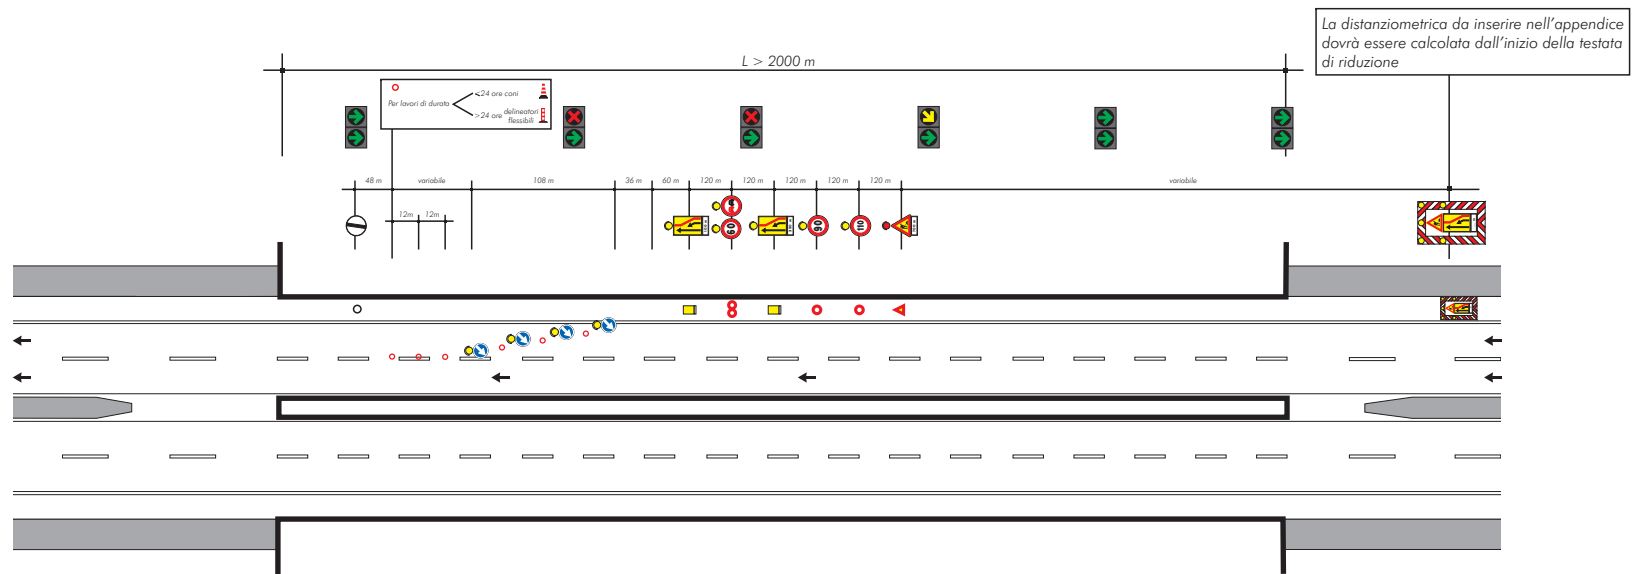 La distanziometrica da inserire nell'appendice
dovrà essere calcolata dall'inizio della testata
di riduzione
L > 2000 m
Per lavori di durata
≤24 ore coni
>24 ore delineatori
flessibili
48 m variabile 108 m 36 m 60 m 120 m 120 m 120 m 120 m 120 m variabile
12m 12m
60 90 110